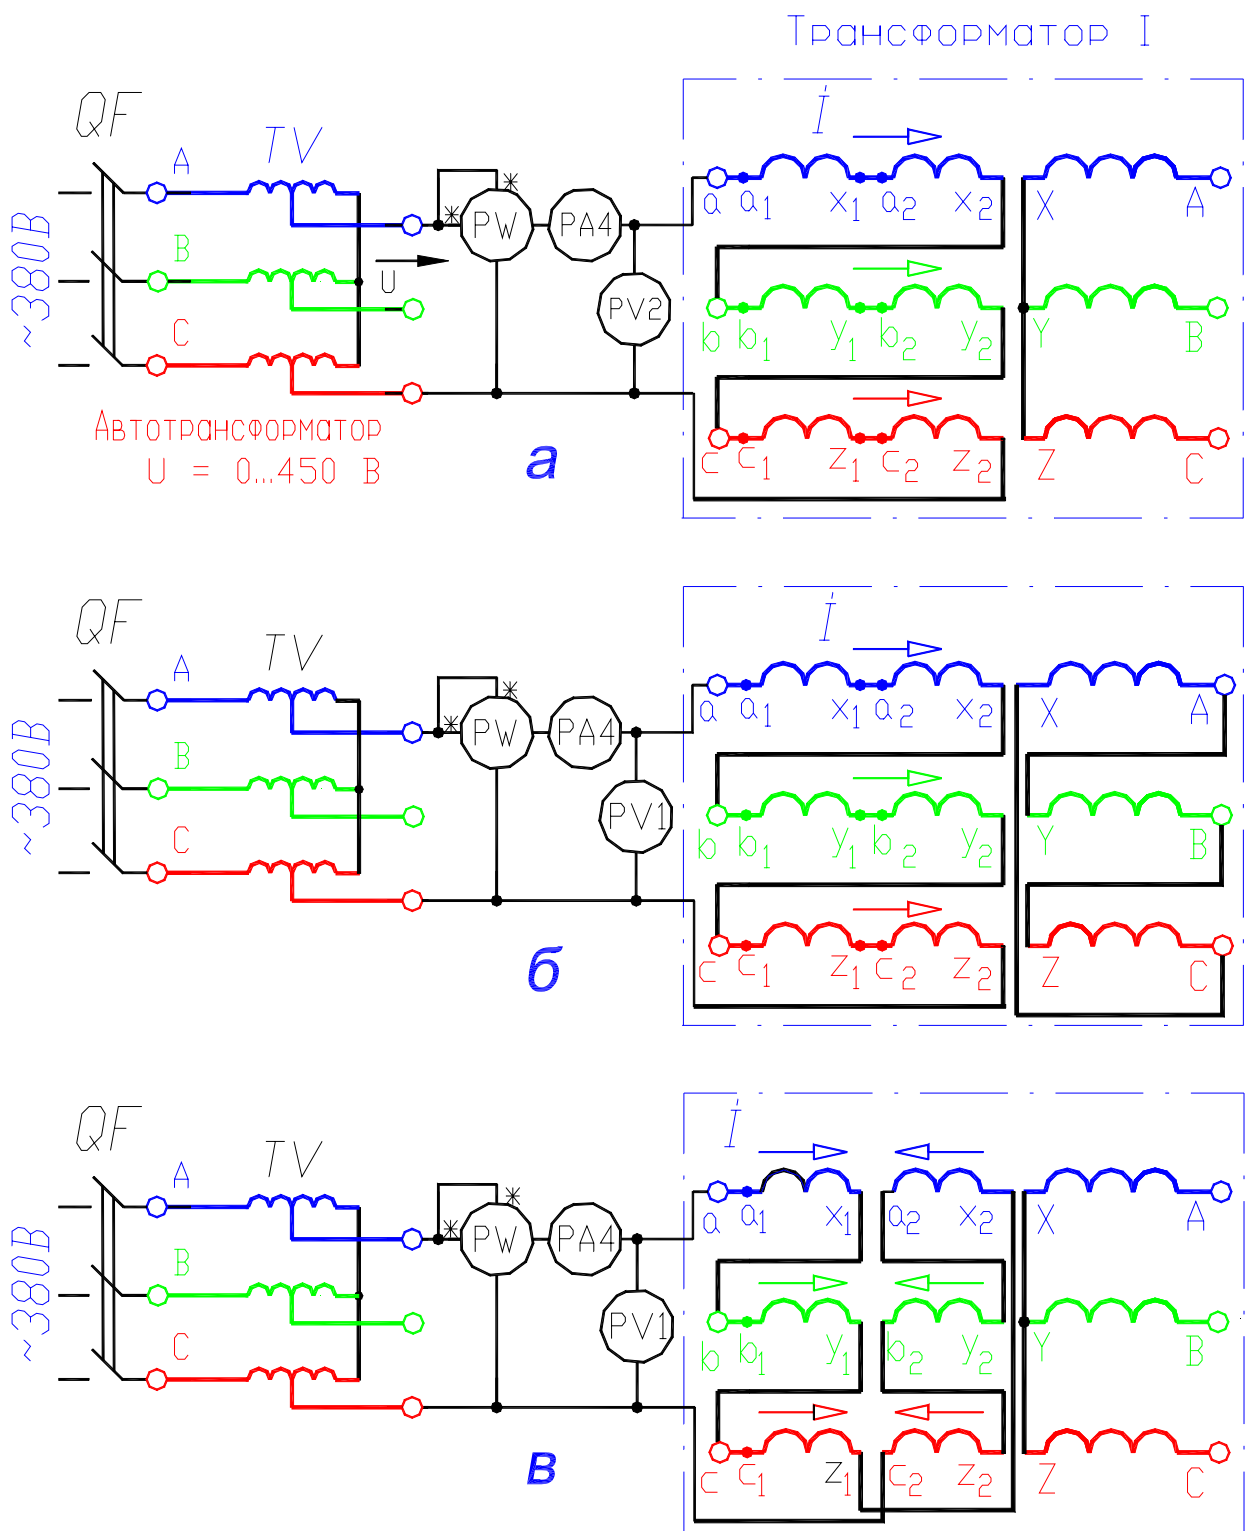 Трансформатор I
QF
TV
İ
A
~380В
B
C
U
PW
PA4
PV2
*
*
a a₁ x₁ a₂ x₂ X A
b b₁ y₁ b₂ y₂ Y B
c c₁ z₁ c₂ z₂ Z C
Автотрансформатор
U = 0...450 В
а
QF
TV
İ
A
~380В
B
C
PW
PA4
PV1
*
*
a a₁ x₁ a₂ x₂ X A
b b₁ y₁ b₂ y₂ Y B
c c₁ z₁ c₂ z₂ Z C
б
QF
TV
İ
A
~380В
B
C
PW
PA4
PV1
*
*
a a₁ x₁ a₂ x₂ X A
b b₁ y₁ b₂ y₂ Y B
c c₁ z₁ c₂ z₂ Z C
в